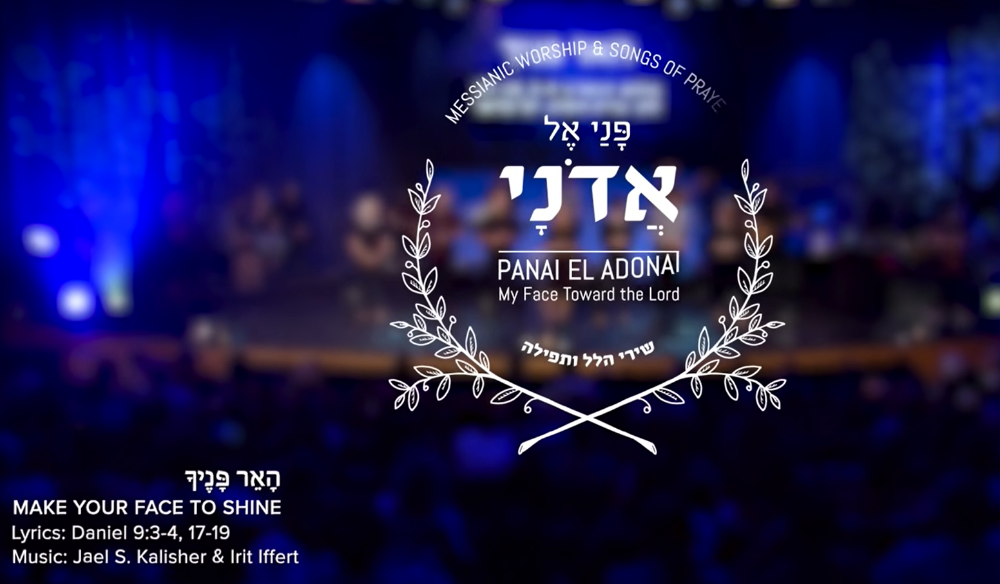 MESSIANIC WORSHIP & SONGS OF PRAYE
פָּנַי אֶל
אֲדֹנָי
PANAI EL ADONAI
My Face Toward the Lord
שירי הלל ותפילה
הָאֵר פָּנֶיךָ
MAKE YOUR FACE TO SHINE
Lyrics: Daniel 9:3-4, 17-19
Music: Jael S. Kalisher & Irit Iffert